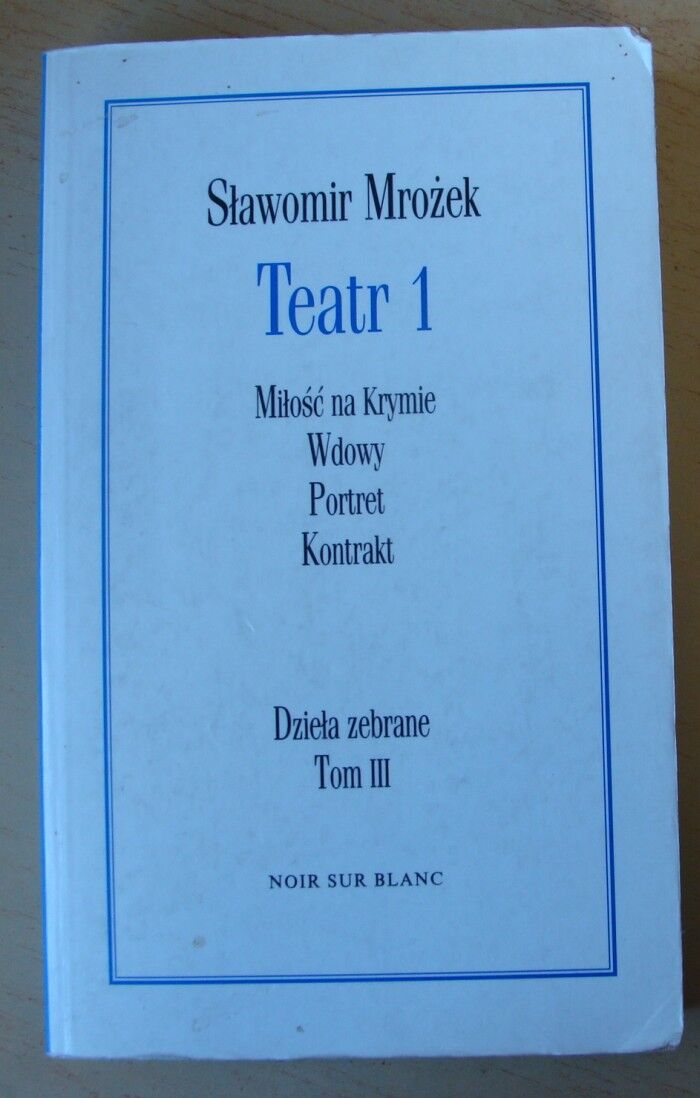 Sławomir Mrożek
Teatr 1
Miłość na Krymie
Wdowy
Portret
Kontrakt
Dzieła zebrane
Tom III
NOIR SUR BLANC